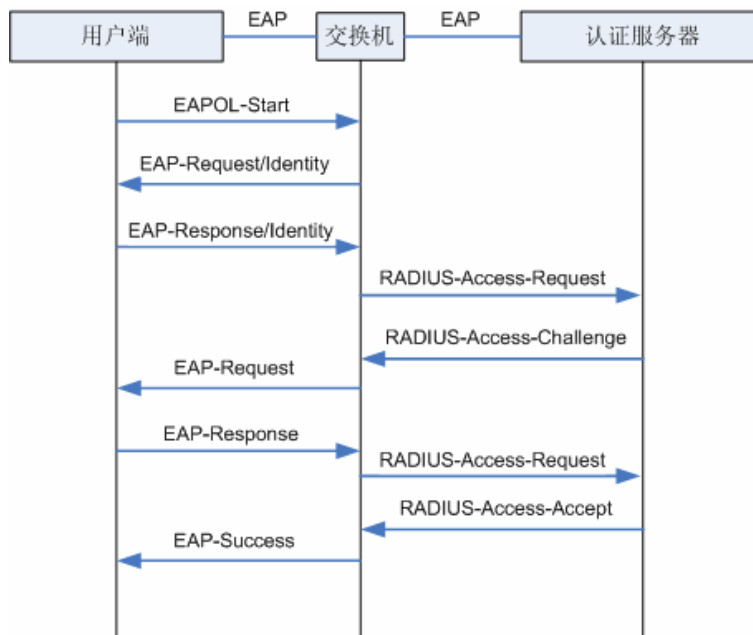 EAP
EAP
用户端
交换机
认证服务器
EAPOL-Start
EAP-Request/Identity
EAP-Response/Identity
RADIUS-Access-Request
RADIUS-Access-Challenge
EAP-Request
EAP-Response
RADIUS-Access-Request
RADIUS-Access-Accept
EAP-Success